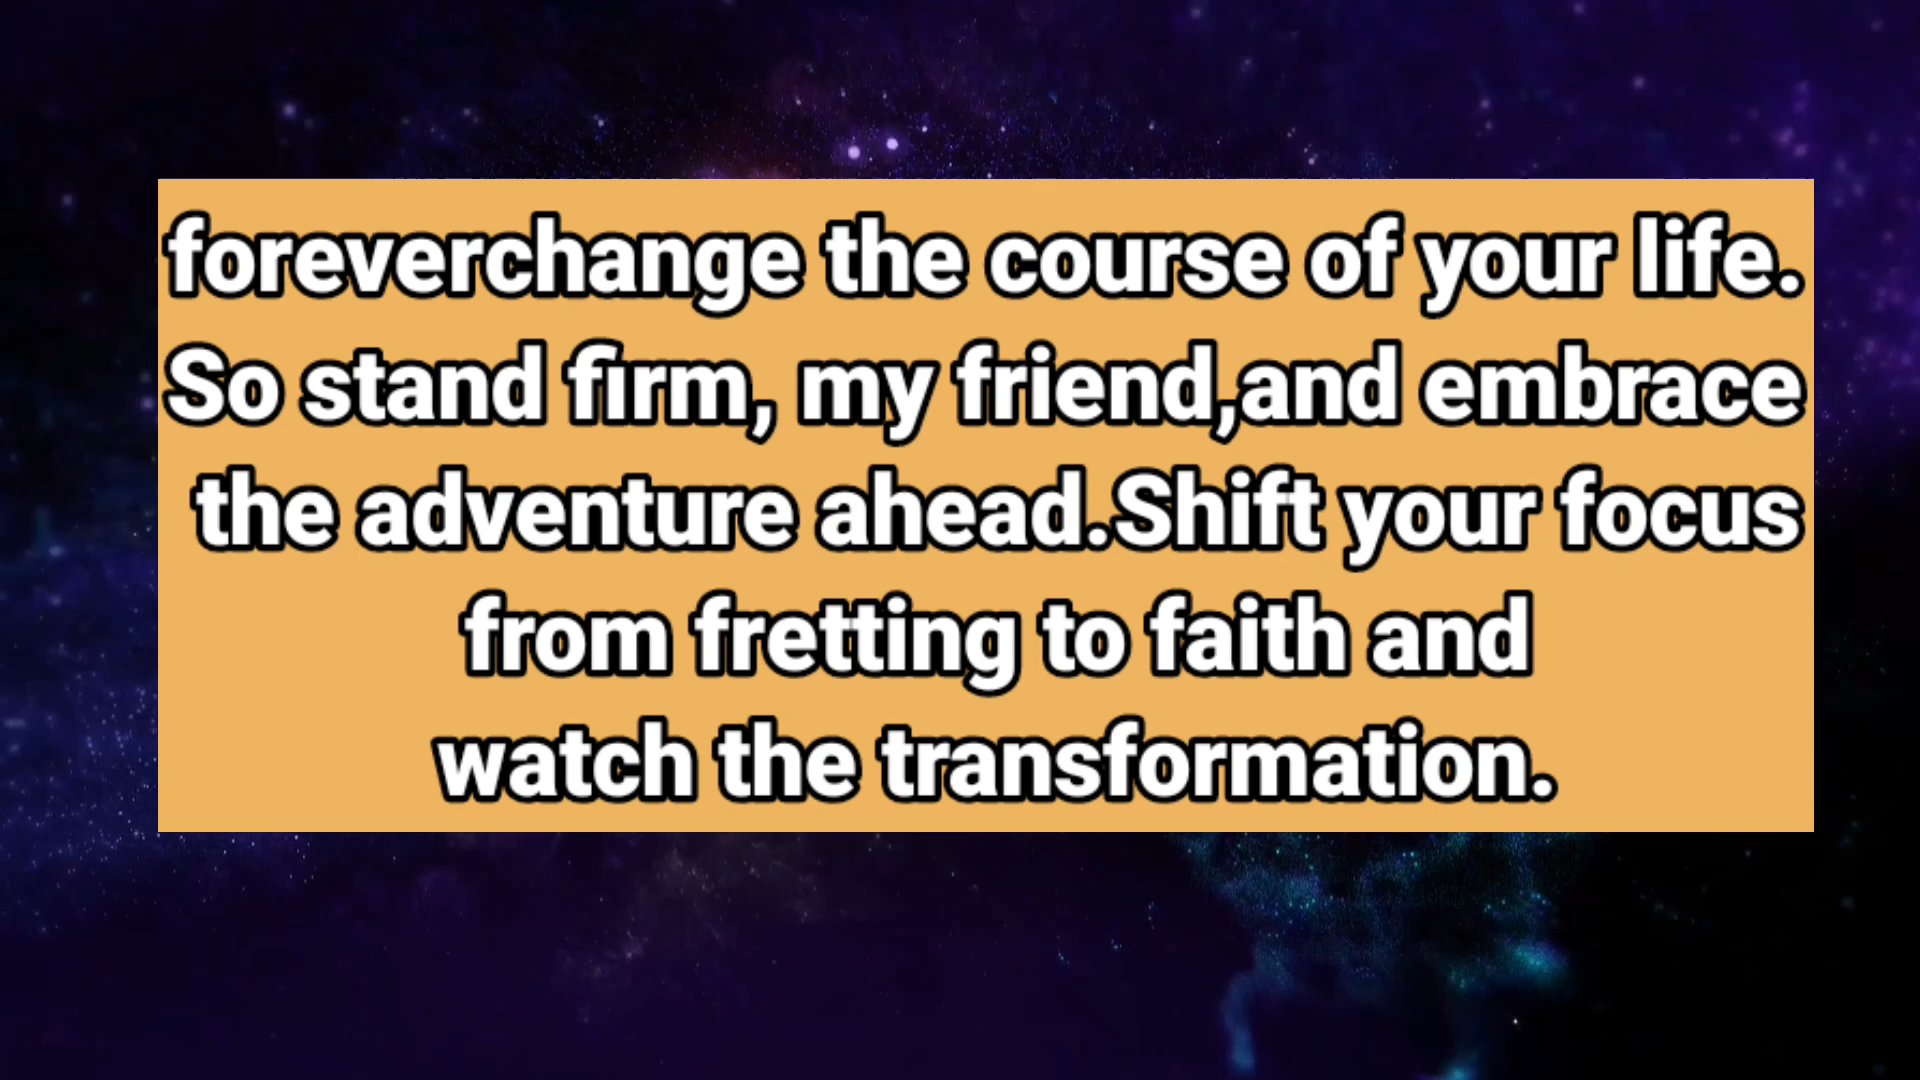 foreverchange the course of your life.
So stand firm, my friend,and embrace
the adventure ahead.Shift your focus
from fretting to faith and
watch the transformation.